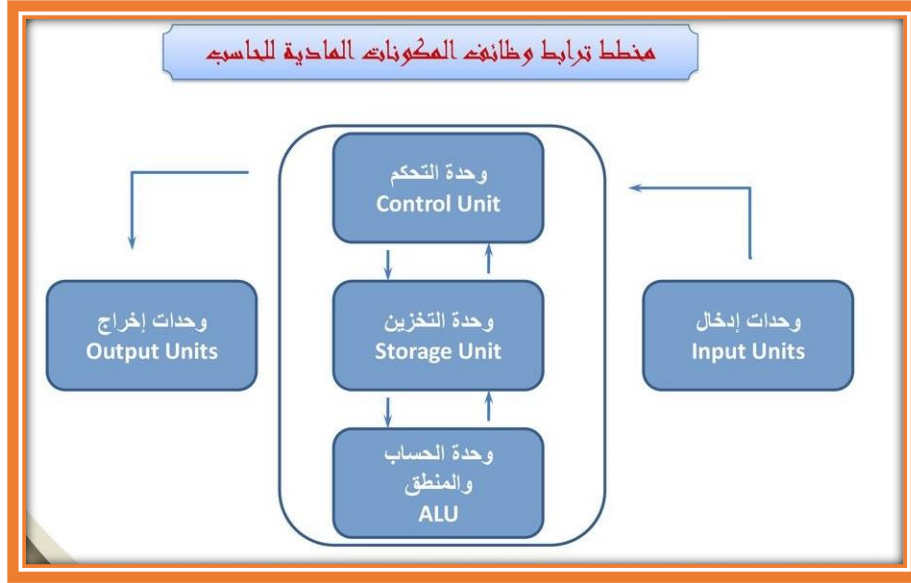 مخطط ترابط وظائف المكونات المادية للحاسب
وحدة التحكم
Control Unit
وحدات إدخال
Input Units
وحدة التخزين
Storage Unit
وحدات إخراج
Output Units
وحدة الحساب
والمنطق
ALU